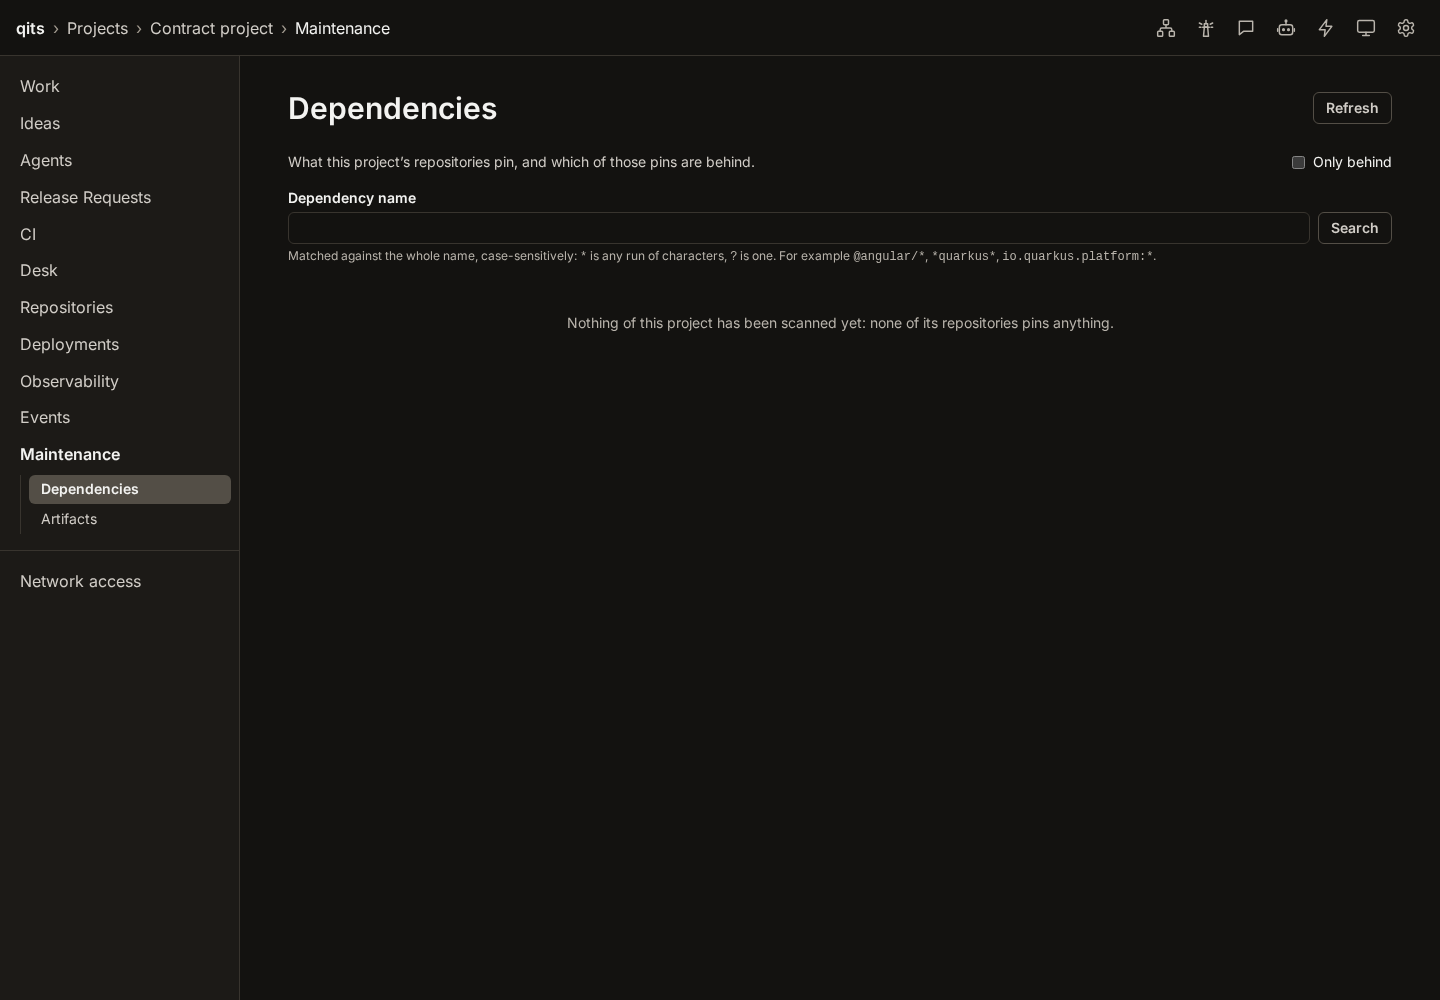 qits › Projects › Contract project › Maintenance
Work
Ideas
Agents
Release Requests
CI
Desk
Repositories
Deployments
Observability
Events
Maintenance
Dependencies
Artifacts
Network access
Dependencies
Refresh
What this project’s repositories pin, and which of those pins are behind.
Only behind
Dependency name
Search
Matched against the whole name, case-sensitively: * is any run of characters, ? is one. For example @angular/*, *quarkus*, io.quarkus.platform:*.
Nothing of this project has been scanned yet: none of its repositories pins anything.